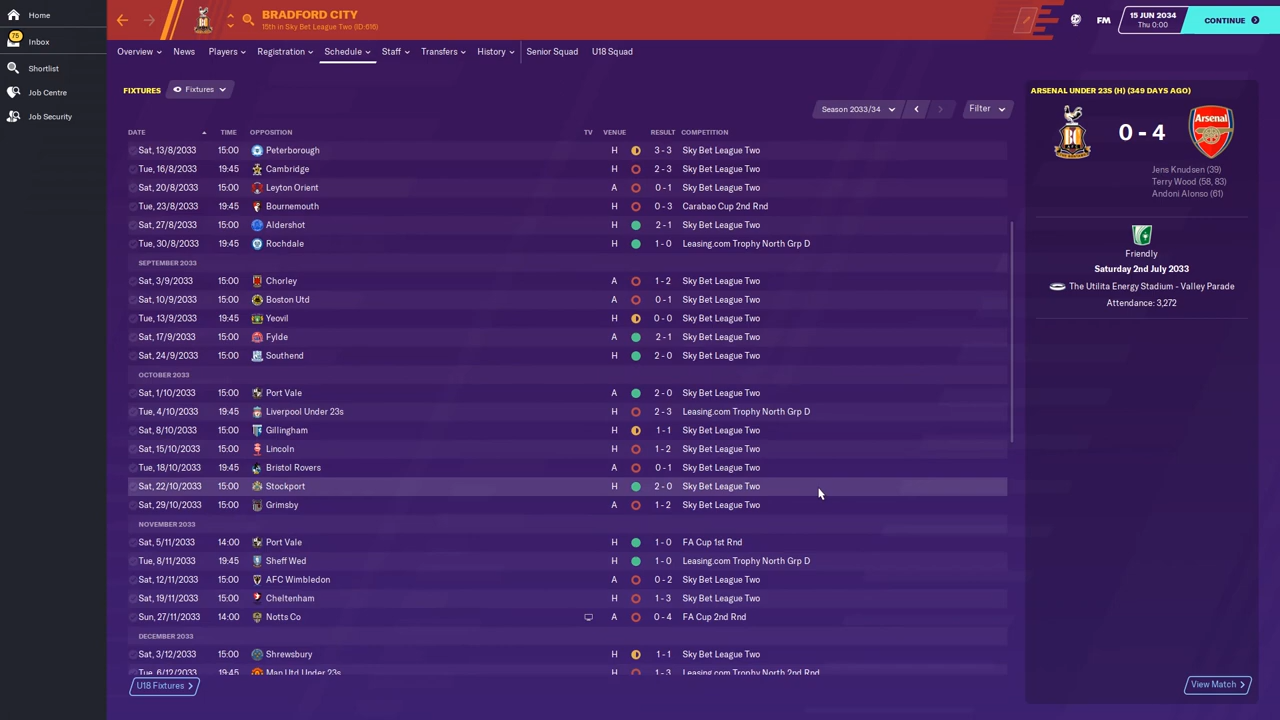 Home
BRADFORD CITY
15th in Sky Bet League Two (ID:616)
FM
15 JUN 2034
Thu 0:00
CONTINUE
75
Inbox
Shortlist
Job Centre
Job Security
Overview News Players Registration Schedule Staff Transfers History Senior Squad U18 Squad
FIXTURES Fixtures
Season 2033/34 Filter
DATE TIME OPPOSITION TV VENUE RESULT COMPETITION
Sat, 13/8/2033 15:00 Peterborough H 3 - 3 Sky Bet League Two
Tue, 16/8/2033 19:45 Cambridge H 2 - 3 Sky Bet League Two
Sat, 20/8/2033 15:00 Leyton Orient A 0 - 1 Sky Bet League Two
Tue, 23/8/2033 19:45 Bournemouth H 0 - 3 Carabao Cup 2nd Rnd
Sat, 27/8/2033 15:00 Aldershot H 2 - 1 Sky Bet League Two
Tue, 30/8/2033 19:45 Rochdale H 1 - 0 Leasing.com Trophy North Grp D
SEPTEMBER 2033
Sat, 3/9/2033 15:00 Chorley A 1 - 2 Sky Bet League Two
Sat, 10/9/2033 15:00 Boston Utd A 0 - 1 Sky Bet League Two
Tue, 13/9/2033 19:45 Yeovil H 0 - 0 Sky Bet League Two
Sat, 17/9/2033 15:00 Fylde A 2 - 1 Sky Bet League Two
Sat, 24/9/2033 15:00 Southend H 2 - 0 Sky Bet League Two
OCTOBER 2033
Sat, 1/10/2033 15:00 Port Vale A 2 - 0 Sky Bet League Two
Tue, 4/10/2033 19:45 Liverpool Under 23s H 2 - 3 Leasing.com Trophy North Grp D
Sat, 8/10/2033 15:00 Gillingham H 1 - 1 Sky Bet League Two
Sat, 15/10/2033 15:00 Lincoln H 1 - 2 Sky Bet League Two
Tue, 18/10/2033 19:45 Bristol Rovers A 0 - 1 Sky Bet League Two
Sat, 22/10/2033 15:00 Stockport H 2 - 0 Sky Bet League Two
Sat, 29/10/2033 15:00 Grimsby A 1 - 2 Sky Bet League Two
NOVEMBER 2033
Sat, 5/11/2033 14:00 Port Vale H 1 - 0 FA Cup 1st Rnd
Tue, 8/11/2033 19:45 Sheff Wed H 1 - 0 Leasing.com Trophy North Grp D
Sat, 12/11/2033 15:00 AFC Wimbledon A 0 - 2 Sky Bet League Two
Sat, 19/11/2033 15:00 Cheltenham H 1 - 3 Sky Bet League Two
Sun, 27/11/2033 14:00 Notts Co A 0 - 4 FA Cup 2nd Rnd
DECEMBER 2033
Sat, 3/12/2033 15:00 Shrewsbury H 1 - 1 Sky Bet League Two
Tue, 6/12/2033 19:45 Man Utd Under 23s H 1 - 3 Leasing.com Trophy North 2nd Rnd
U18 Fixtures
ARSENAL UNDER 23S (H) (349 DAYS AGO)
0 - 4
Arsenal
Jens Knudsen (39)
Terry Wood (58, 83)
Andoni Alonso (61)
Friendly
Saturday 2nd July 2033
The Utilita Energy Stadium - Valley Parade
Attendance: 3,272
View Match